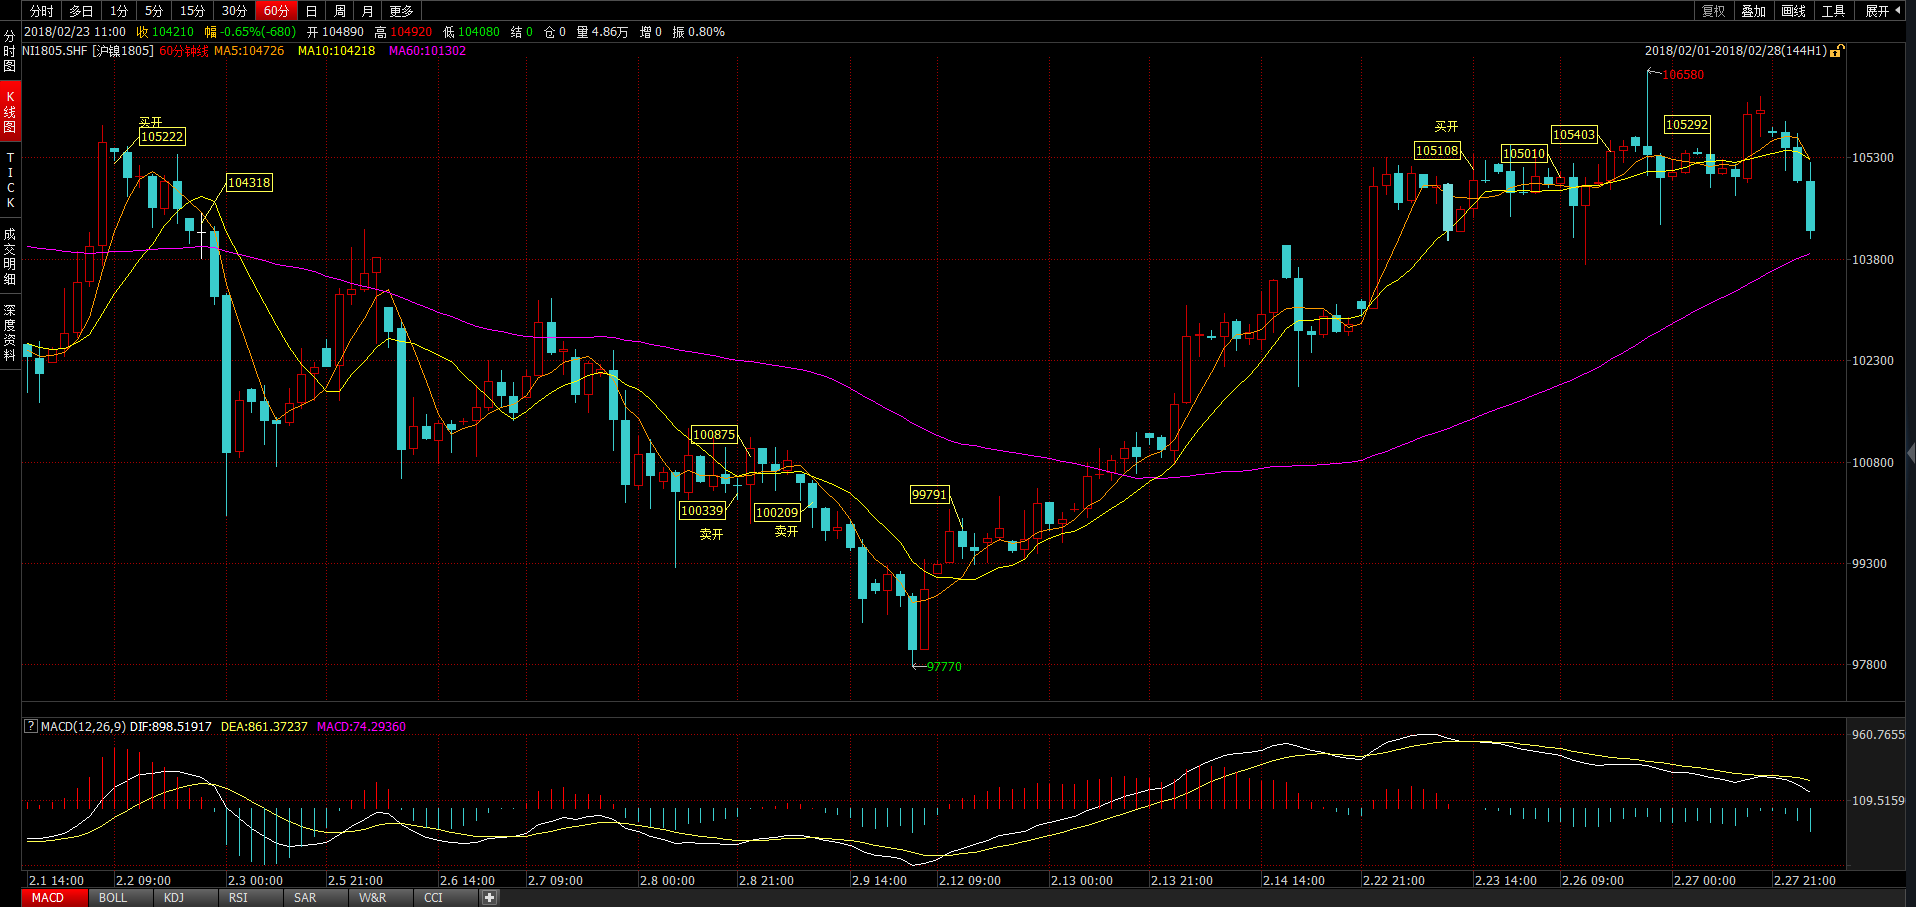 分时 多日 1分 5分 15分 30分 60分 日 周 月 更多 复权 叠加 画线 工具 展开
2018/02/23 11:00 收 104210 幅 -0.65%(-680) 开 104890 高 104920 低 104080 结 0 仓 0 量 4.86万 增 0 振 0.80%
NI1805.SHF [沪镍1805] 60分钟线 MA5:104726 MA10:104218 MA60:101302 2018/02/01-2018/02/28(144H1)
分时图
K线图
TICK
成交明细
深度资料
106580
买开
105222
104318
买开
105108
105010
105403
105292
100875
100339
卖开
100209
卖开
99791
97770
105300
103800
102300
100800
99300
97800
? MACD(12,26,9) DIF:898.51917 DEA:861.37237 MACD:74.29360
960.7655
109.5159
2.1 14:00 2.2 09:00 2.3 00:00 2.5 21:00 2.6 14:00 2.7 09:00 2.8 00:00 2.8 21:00 2.9 14:00 2.12 09:00 2.13 00:00 2.13 21:00 2.14 14:00 2.22 21:00 2.23 14:00 2.26 09:00 2.27 00:00 2.27 21:00
MACD BOLL KDJ RSI SAR W&R CCI